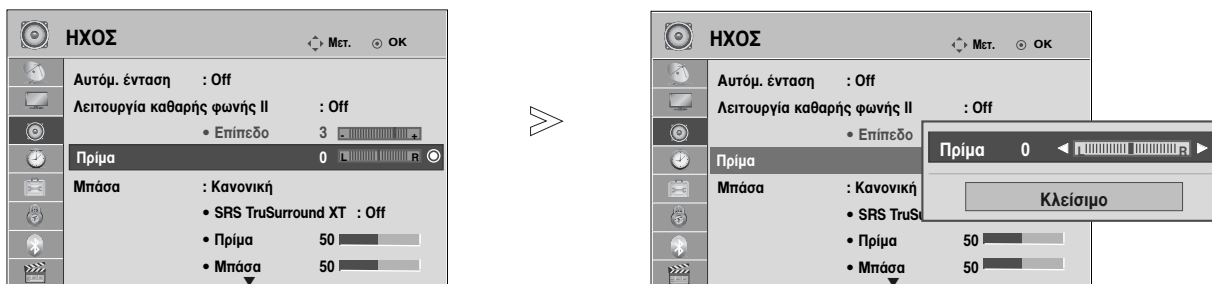 ΗΧΟΣ
Μετ. OK
Αυτόμ. ένταση : Off
Λειτουργία καθαρής φωνής II : Off
• Επίπεδο 3 - +
Πρίμα 0 L R
Μπάσα : Κανονική
• SRS TruSurround XT : Off
• Πρίμα 50
• Μπάσα 50
ΗΧΟΣ
Μετ. OK
Αυτόμ. ένταση : Off
Λειτουργία καθαρής φωνής II : Off
• Επίπεδο
Πρίμα
Μπάσα : Κανονική
• SRS TruS
• Πρίμα 50
• Μπάσα 50
Πρίμα 0 L R
Κλείσιμο